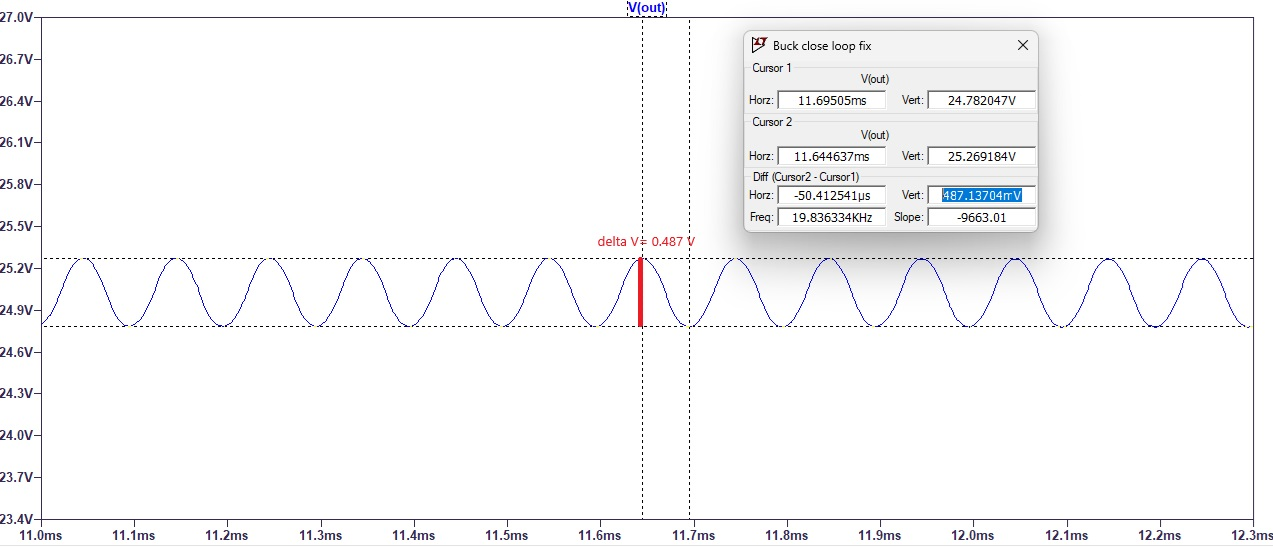 V(out)
27.0V
26.7V
26.4V
26.1V
25.8V
25.5V
25.2V
24.9V
24.6V
24.3V
24.0V
23.7V
23.4V
Buck close loop fix
Cursor 1
V(out)
Horz: 11.69505ms Vert: 24.782047V
Cursor 2
V(out)
Horz: 11.644637ms Vert: 25.269184V
Diff (Cursor2 - Cursor1)
Horz: -50.412541µs Vert: 487.13704mV
Freq: 19.836334KHz Slope: -9663.01
delta V= 0.487 V
11.0ms 11.1ms 11.2ms 11.3ms 11.4ms 11.5ms 11.6ms 11.7ms 11.8ms 11.9ms 12.0ms 12.1ms 12.2ms 12.3ms